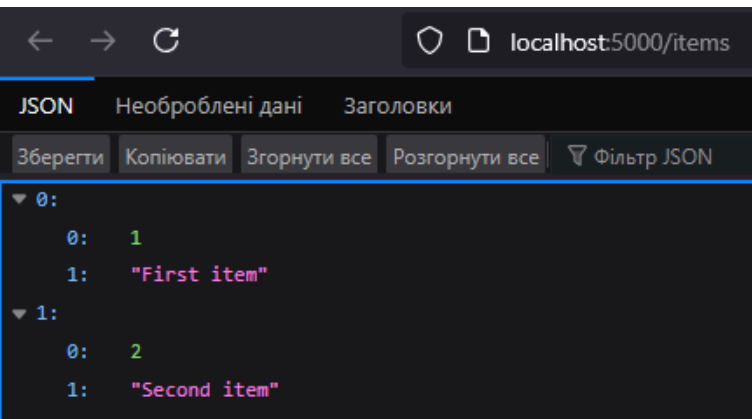 localhost:5000/items
JSON Необроблені дані Заголовки
Зберегти Копіювати Згорнути все Розгорнути все Фільтр JSON
0:
0: 1
1: "First item"
1:
0: 2
1: "Second item"